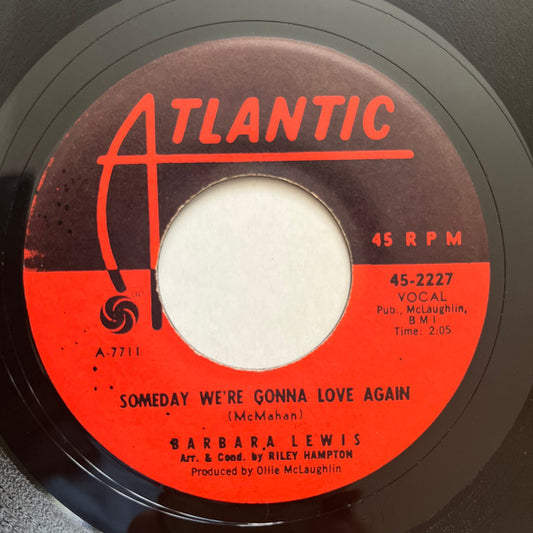 ATLANTIC
45 RPM
45-2227
VOCAL
Pub., McLaughlin,
BMI
Time: 2:05
A-7711
SOMEDAY WE'RE GONNA LOVE AGAIN
(McMahan)
BARBARA LEWIS
Arr. & Cond. by RILEY HAMPTON
Produced by Ollie McLaughlin